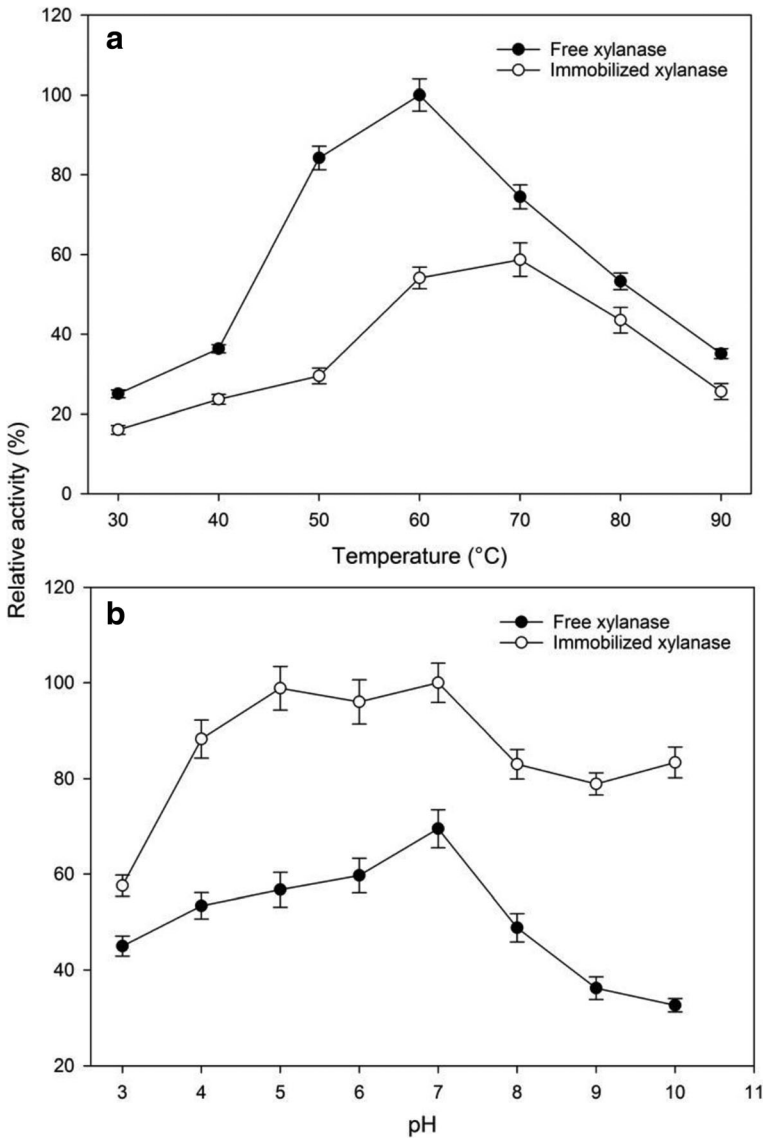 a
Free xylanase
Immobilized xylanase
120
100
80
60
40
20
0
30 40 50 60 70 80 90
Temperature (°C)
Relative activity (%)
b
Free xylanase
Immobilized xylanase
120
100
80
60
40
20
3 4 5 6 7 8 9 10 11
pH